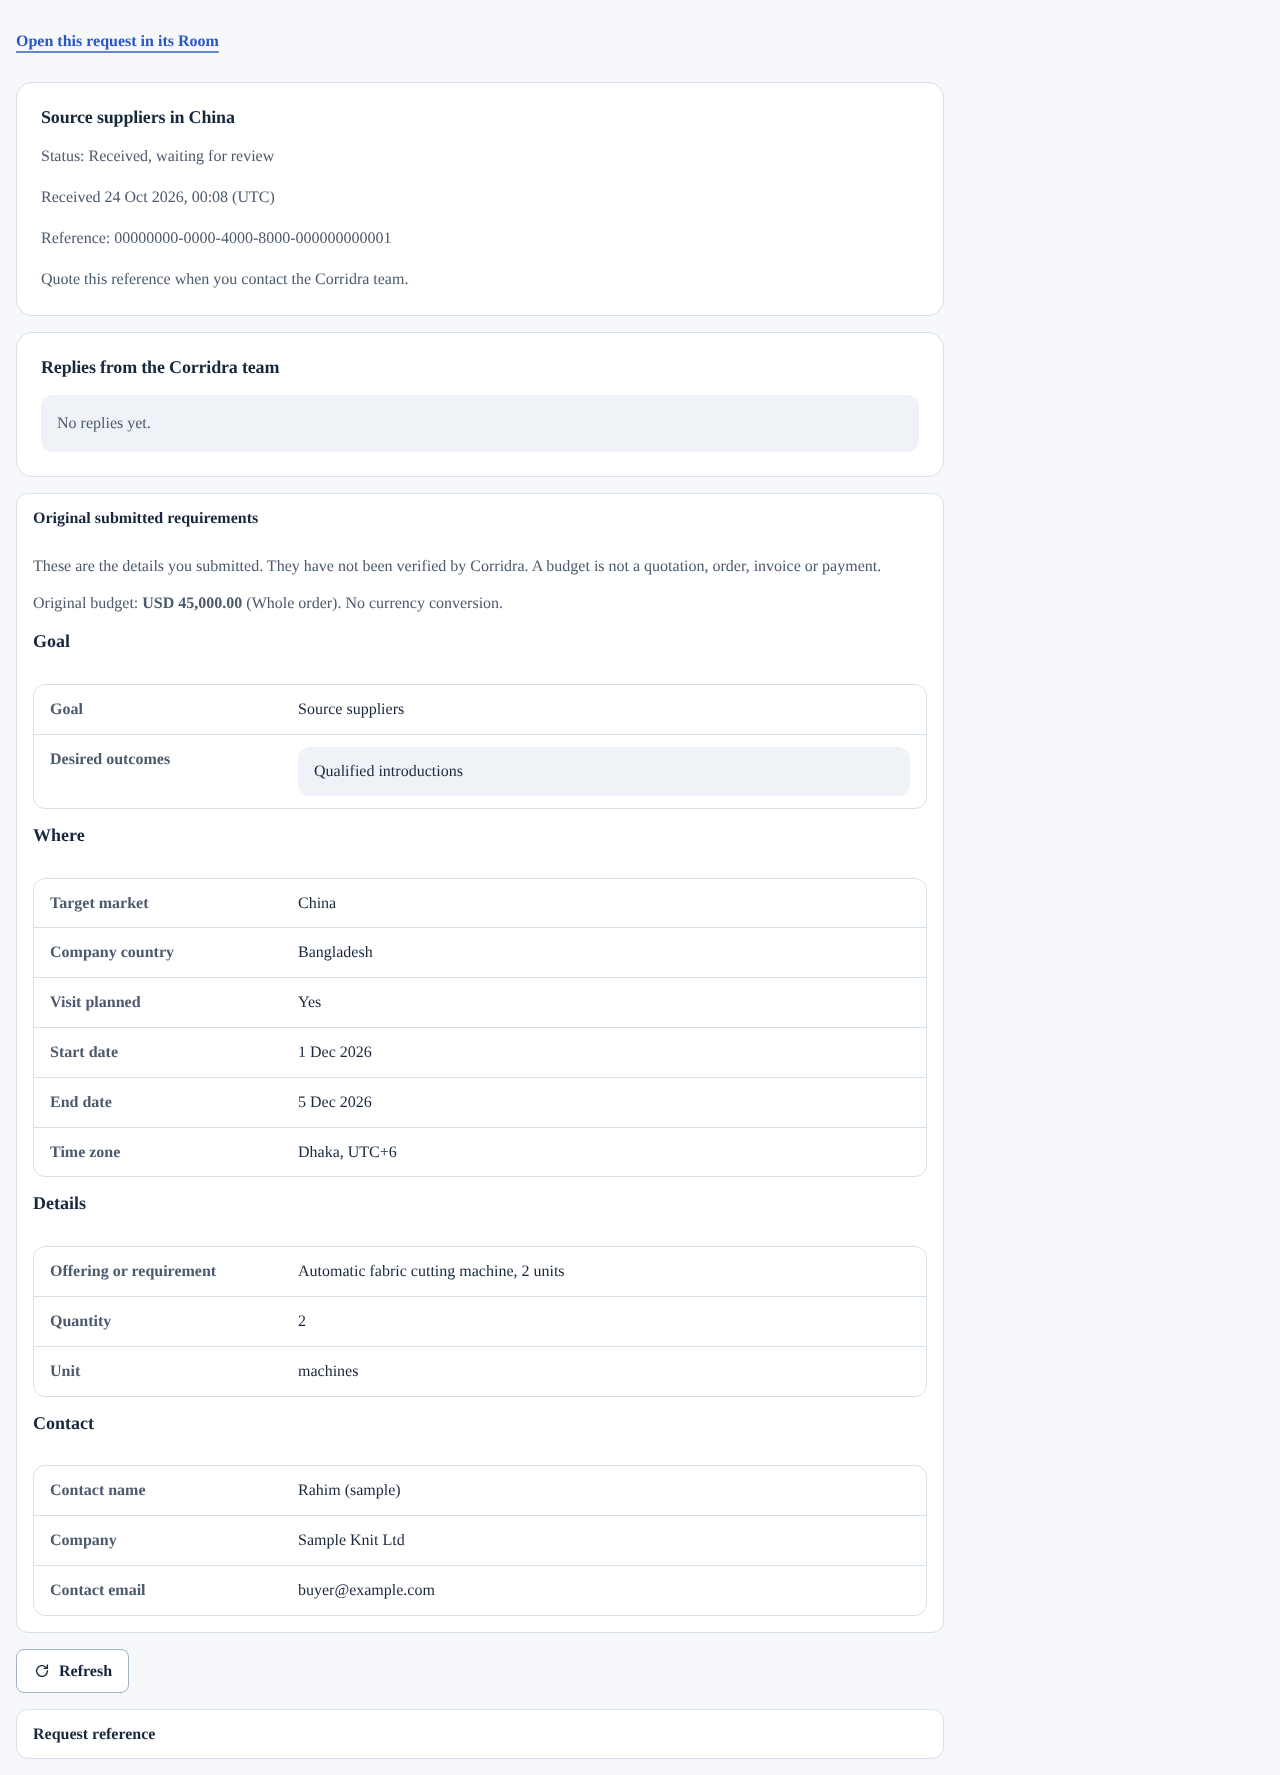 Open this request in its Room
Source suppliers in China
Status: Received, waiting for review
Received 24 Oct 2026, 00:08 (UTC)
Reference: 00000000-0000-4000-8000-000000000001
Quote this reference when you contact the Corridra team.
Replies from the Corridra team
No replies yet.
Original submitted requirements
These are the details you submitted. They have not been verified by Corridra. A budget is not a quotation, order, invoice or payment.
Original budget: USD 45,000.00 (Whole order). No currency conversion.
Goal
Goal Source suppliers
Desired outcomes Qualified introductions
Where
Target market China
Company country Bangladesh
Visit planned Yes
Start date 1 Dec 2026
End date 5 Dec 2026
Time zone Dhaka, UTC+6
Details
Offering or requirement Automatic fabric cutting machine, 2 units
Quantity 2
Unit machines
Contact
Contact name Rahim (sample)
Company Sample Knit Ltd
Contact email buyer@example.com
Refresh
Request reference